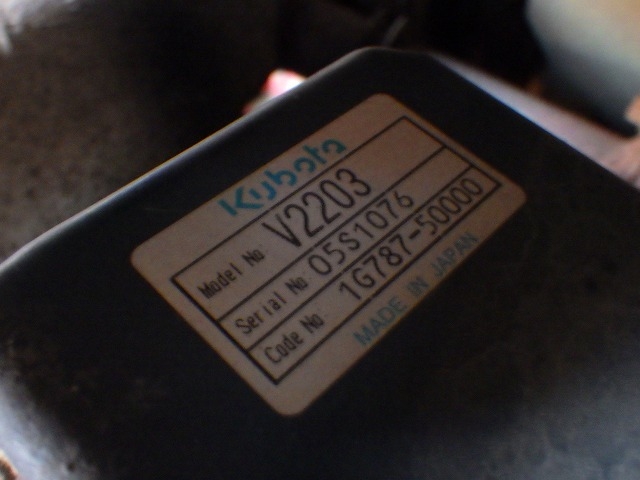 Kubota
Model No. V2203
Serial No. 05S1076
Code No. 1G787-50000
MADE IN JAPAN